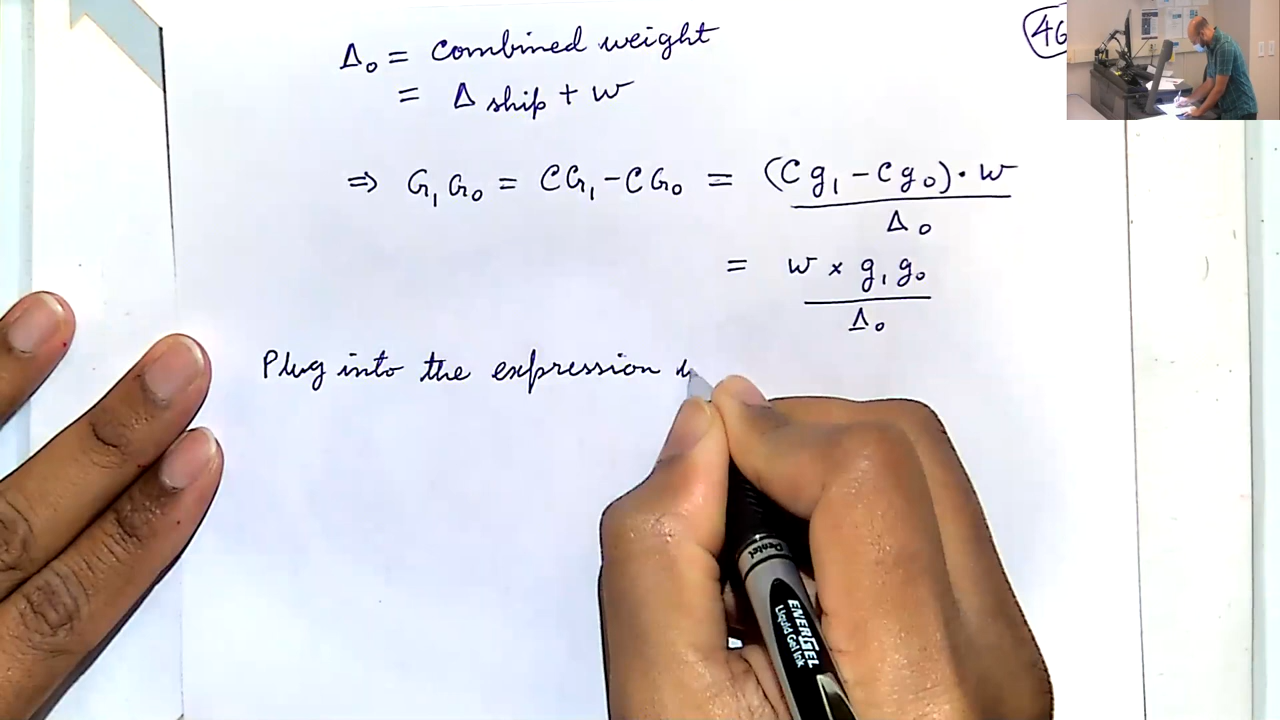 46
Δ₀ = Combined weight
= Δ ship + w
⇒ G₁G₀ = CG₁ - CG₀ = (Cg₁ - Cg₀) · w
Δ₀
= w × g₁g₀
Δ₀
Plug into the expression
Pentel
ENERGEL
Liquid Gel Ink